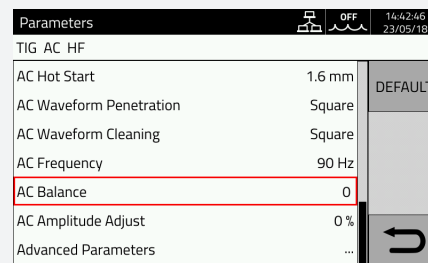 Parameters
OFF
14:42:46
23/05/18
TIG AC HF
AC Hot Start 1.6 mm
DEFAULT
AC Waveform Penetration Square
AC Waveform Cleaning Square
AC Frequency 90 Hz
AC Balance 0
AC Amplitude Adjust 0 %
Advanced Parameters ...